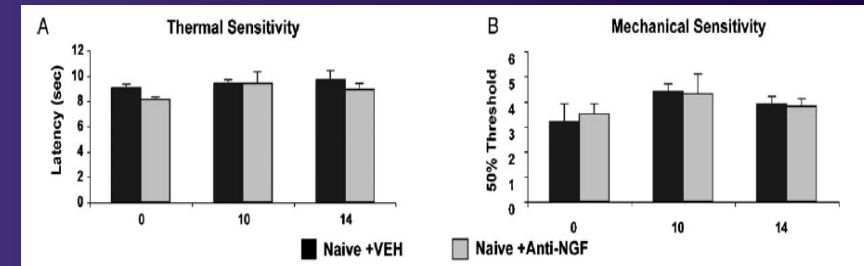 A
Thermal Sensitivity
Latency (sec)
12
10
8
6
4
2
0
0 10 14
B
Mechanical Sensitivity
50% Threshold
6
5
4
3
2
1
0
0 10 14
Naive +VEH Naive +Anti-NGF